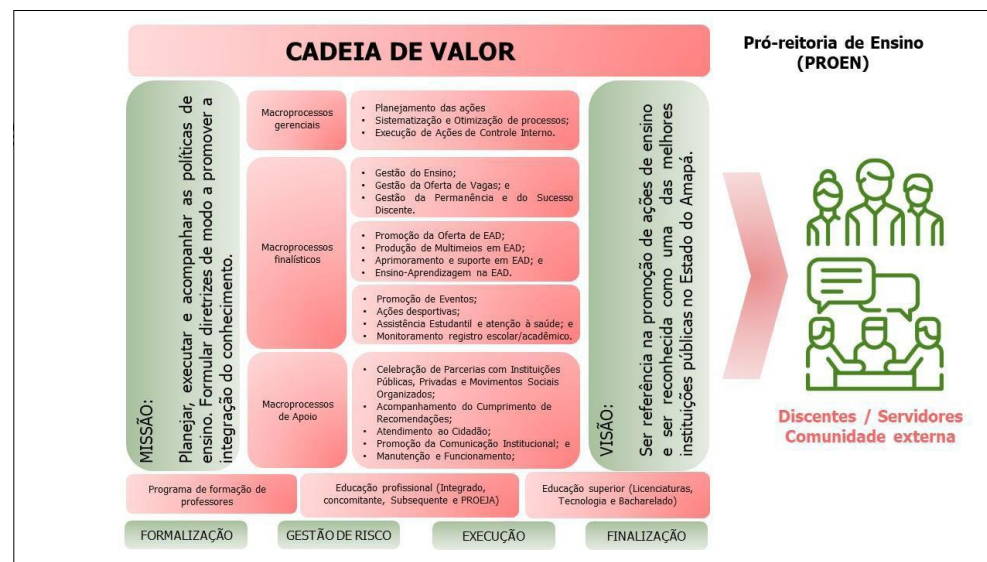 CADEIA DE VALOR
Pró-reitoria de Ensino
(PROEN)
MISSÃO:
Planejar, executar e acompanhar as políticas de
ensino. Formular diretrizes de modo a promover a
integração do conhecimento.
Macroprocessos
gerenciais
• Planejamento das ações
• Sistematização e Otimização de processos;
• Execução de Ações de Controle Interno.
Macroprocessos
finalísticos
• Gestão do Ensino;
• Gestão da Oferta de Vagas; e
• Gestão da Permanência e do Sucesso
Discente.
• Promoção da Oferta de EAD;
• Produção de Multimeios em EAD;
• Aprimoramento e suporte em EAD; e
• Ensino-Aprendizagem na EAD.
• Promoção de Eventos;
• Ações desportivas;
• Assistência Estudantil e atenção à saúde; e
• Monitoramento registro escolar/acadêmico.
Macroprocessos
de Apoio
• Celebração de Parcerias com Instituições
Públicas, Privadas e Movimentos Sociais
Organizados;
• Acompanhamento do Cumprimento de
Recomendações;
• Atendimento ao Cidadão;
• Promoção da Comunicação Institucional; e
• Manutenção e Funcionamento;
VISÃO:
Ser referência na promoção de ações de ensino
e ser reconhecida como uma das melhores
instituições públicas no Estado do Amapá.
Discentes / Servidores
Comunidade externa
Programa de formação de
professores
Educação profissional (Integrado,
concomitante, Subsequente e PROEJA)
Educação superior (Licenciaturas,
Tecnologia e Bacharelado)
FORMALIZAÇÃO
GESTÃO DE RISCO
EXECUÇÃO
FINALIZAÇÃO